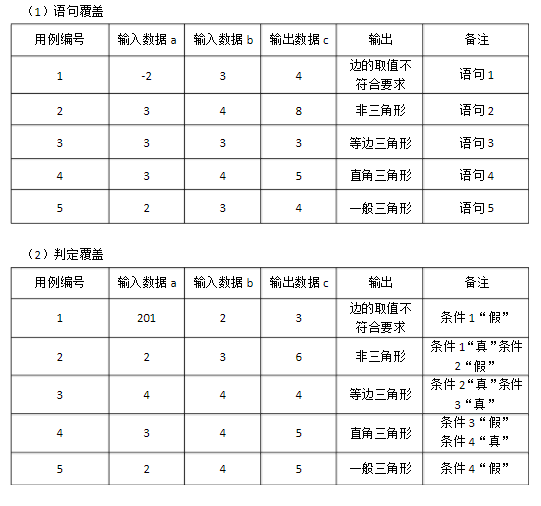 （1）语句覆盖
用例编号 输入数据 a 输入数据 b 输出数据 c 输出 备注
1 -2 3 4 边的取值不符合要求 语句 1
2 3 4 8 非三角形 语句 2
3 3 3 3 等边三角形 语句 3
4 3 4 5 直角三角形 语句 4
5 2 3 4 一般三角形 语句 5
（2）判定覆盖
用例编号 输入数据 a 输入数据 b 输出数据 c 输出 备注
1 201 2 3 边的取值不符合要求 条件 1“假”
2 2 3 6 非三角形 条件 1“真”条件 2“假”
3 4 4 4 等边三角形 条件 2“真”条件 3“真”
4 3 4 5 直角三角形 条件 3“假” 条件 4“真”
5 2 4 5 一般三角形 条件 4“假”